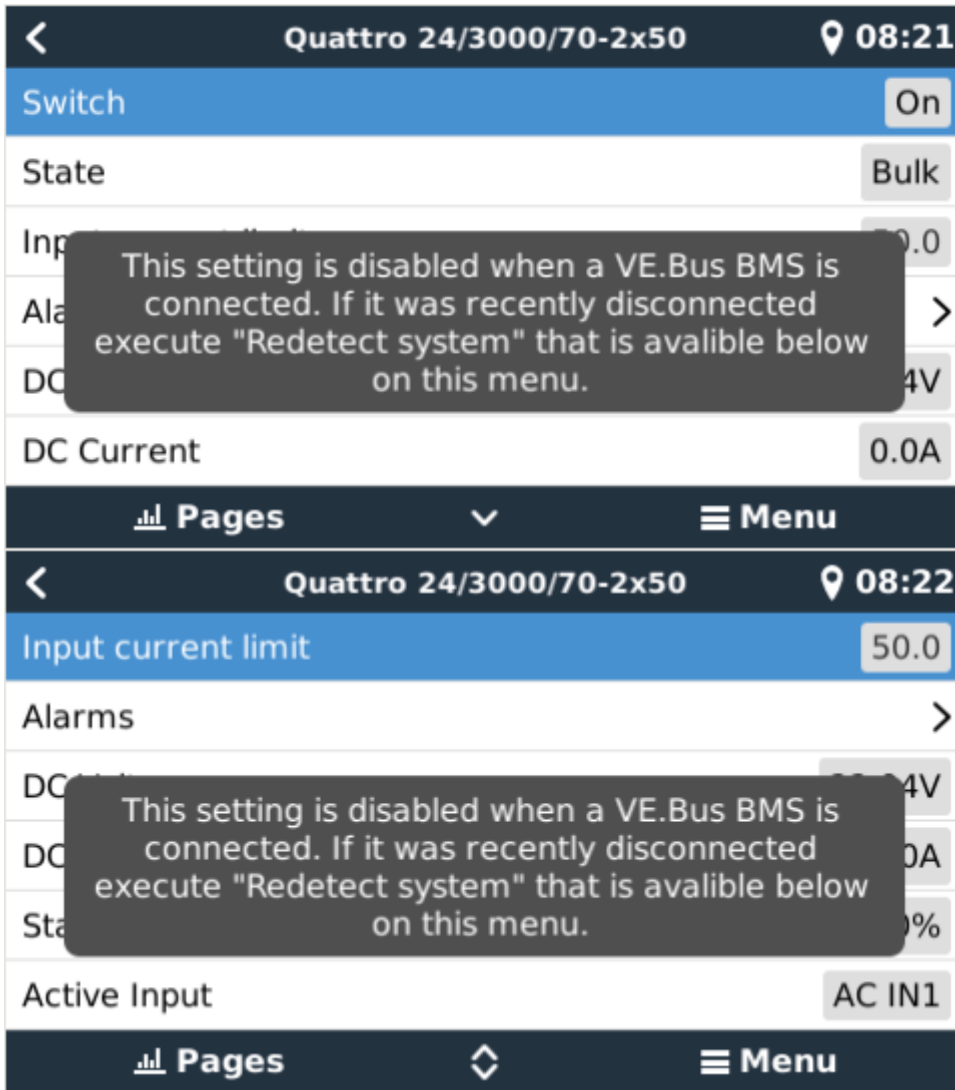 Quattro 24/3000/70-2x50 08:21
Switch On
State Bulk
This setting is disabled when a VE.Bus BMS is
connected. If it was recently disconnected
execute "Redetect system" that is avalible below
on this menu.
DC Current 0.0A
Pages Menu
Quattro 24/3000/70-2x50 08:22
Input current limit 50.0
Alarms
This setting is disabled when a VE.Bus BMS is
connected. If it was recently disconnected
execute "Redetect system" that is avalible below
on this menu.
Active Input AC IN1
Pages Menu